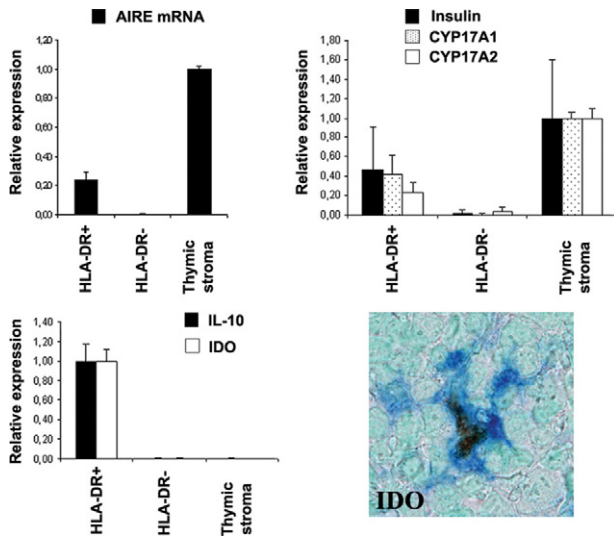 AIRE mRNA
Relative expression
1,20
1,00
0,80
0,60
0,40
0,20
0,00
HLA-DR+
HLA-DR-
Thymic
stroma
Insulin
CYP17A1
CYP17A2
Relative expression
1,80
1,60
1,40
1,20
1,00
0,80
0,60
0,40
0,20
0,00
HLA-DR+
HLA-DR-
Thymic
stroma
IL-10
IDO
Relative expression
1,40
1,20
1,00
0,80
0,60
0,40
0,20
0,00
HLA-DR+
HLA-DR-
Thymic
stroma
IDO